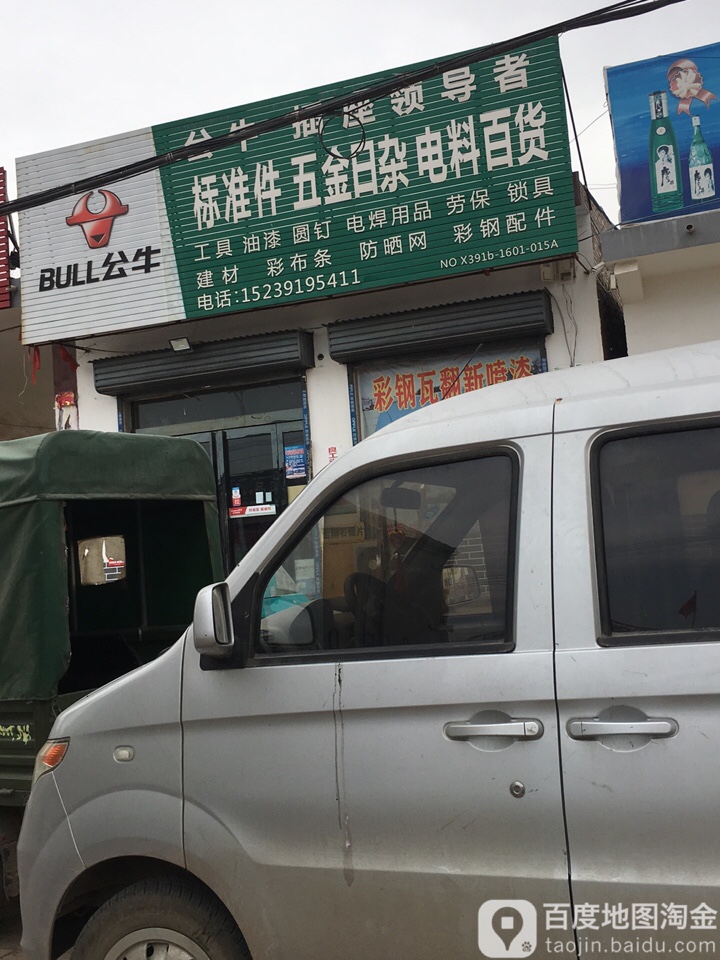 公牛 插座领导者
标准件 五金日杂 电料百货
工具 油漆 圆钉 电焊用品 劳保 锁具
建材 彩布条 防晒网 彩钢配件
电话:15239195411
NO X391b-1601-015A
BULL公牛
彩钢瓦翻新喷漆
百度地图淘金
taojin.baidu.com